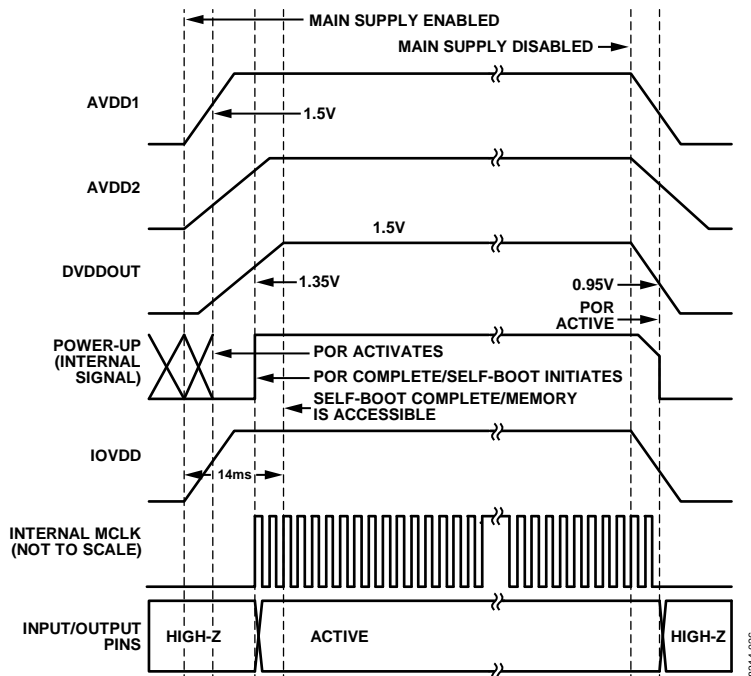 MAIN SUPPLY ENABLED
MAIN SUPPLY DISABLED
AVDD1
1.5V
AVDD2
1.5V
DVDDOUT
1.35V
0.95V
POR
ACTIVE
POWER-UP
(INTERNAL
SIGNAL)
POR ACTIVATES
POR COMPLETE/SELF-BOOT INITIATES
SELF-BOOT COMPLETE/MEMORY
IS ACCESSIBLE
IOVDD
14ms
INTERNAL MCLK
(NOT TO SCALE)
INPUT/OUTPUT
PINS
HIGH-Z
ACTIVE
HIGH-Z